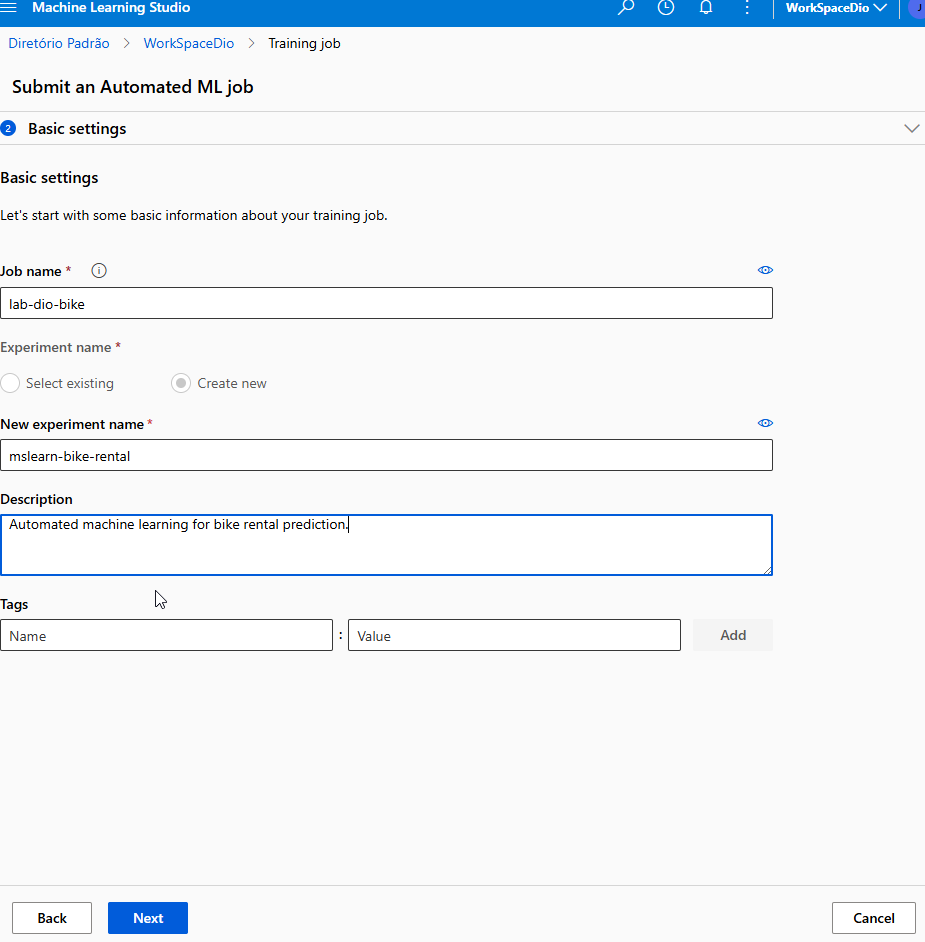 Machine Learning Studio
WorkSpaceDio
J
Diretório Padrão > WorkSpaceDio > Training job
Submit an Automated ML job
2 Basic settings
Basic settings
Let's start with some basic information about your training job.
Job name *
lab-dio-bike
Experiment name *
Select existing Create new
New experiment name *
mslearn-bike-rental
Description
Automated machine learning for bike rental prediction.
Tags
Name : Value Add
Back Next Cancel